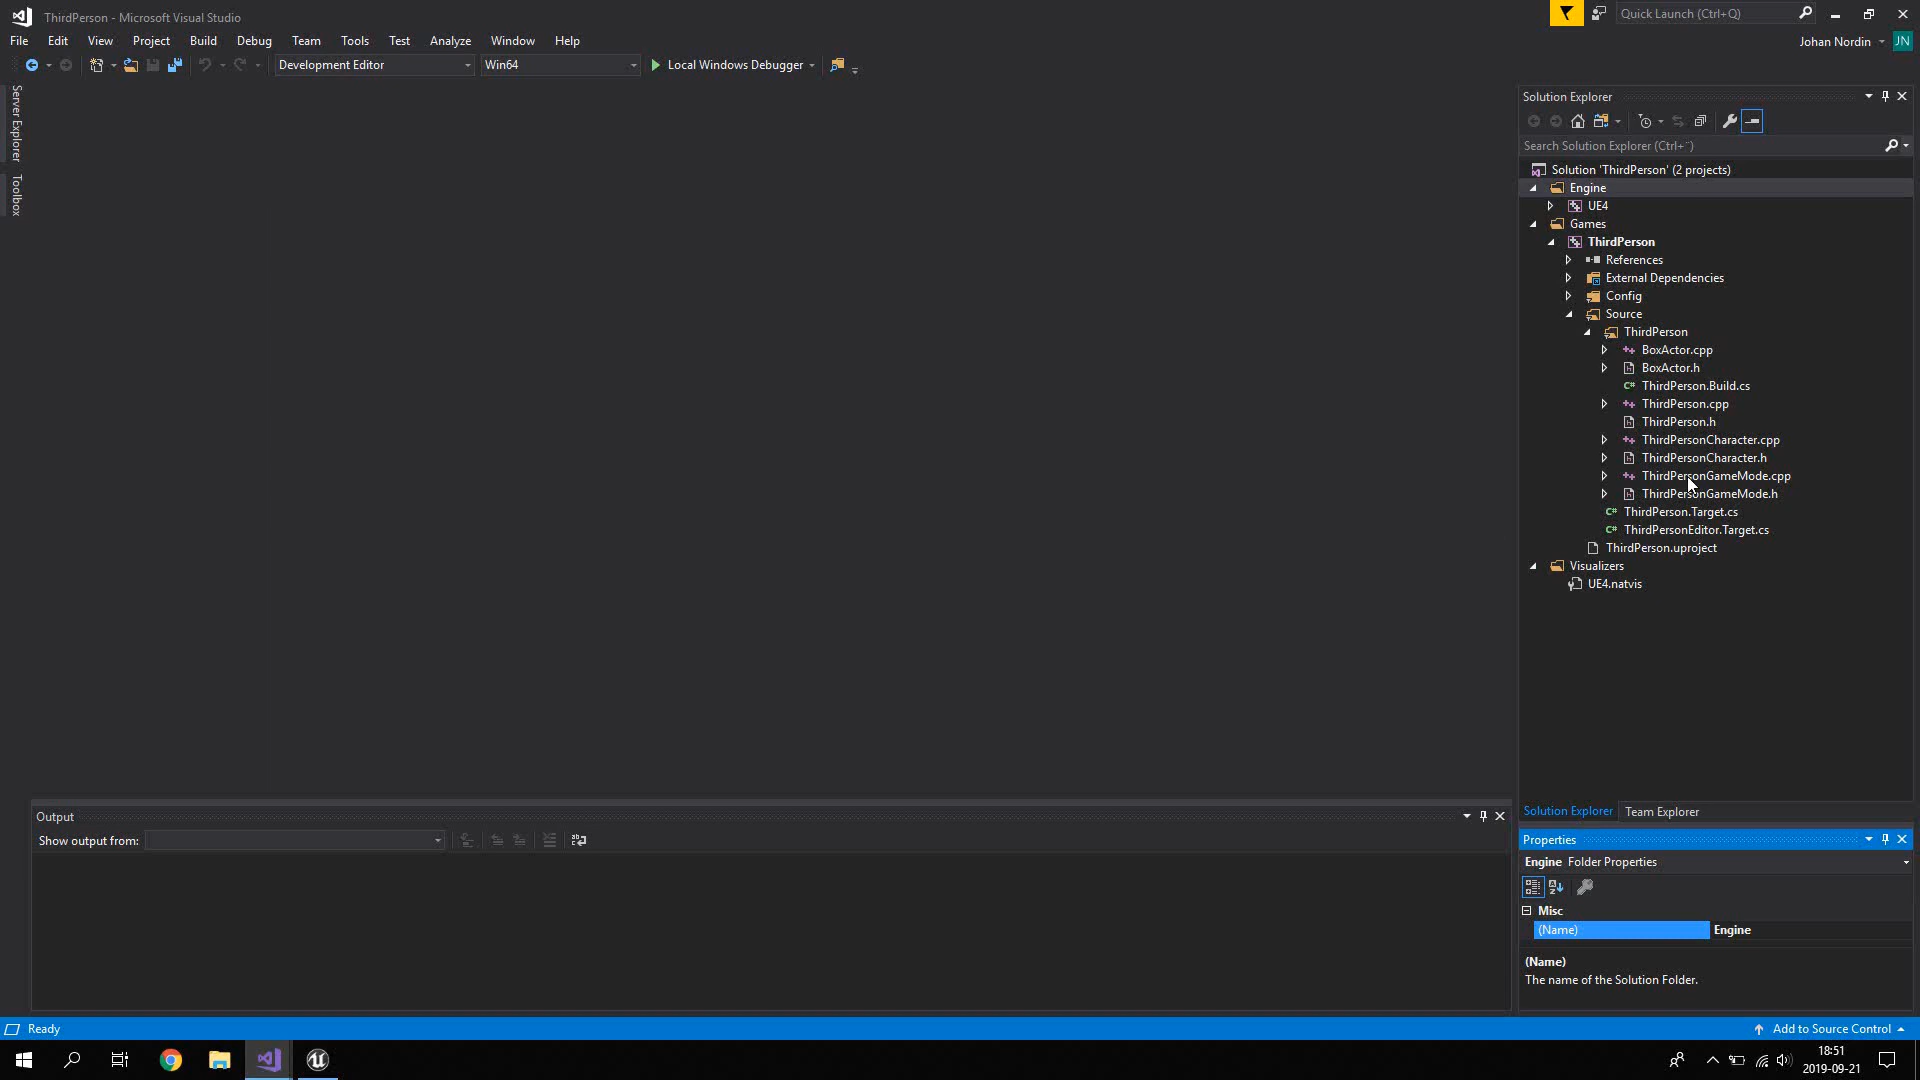 ThirdPerson - Microsoft Visual Studio
Quick Launch (Ctrl+Q)
File Edit View Project Build Debug Team Tools Test Analyze Window Help
Johan Nordin JN
Development Editor Win64 Local Windows Debugger
Server Explorer
Toolbox
Solution Explorer
Search Solution Explorer (Ctrl+¨)
Solution 'ThirdPerson' (2 projects)
Engine
UE4
Games
ThirdPerson
References
External Dependencies
Config
Source
ThirdPerson
BoxActor.cpp
BoxActor.h
ThirdPerson.Build.cs
ThirdPerson.cpp
ThirdPerson.h
ThirdPersonCharacter.cpp
ThirdPersonCharacter.h
ThirdPersonGameMode.cpp
ThirdPersonGameMode.h
ThirdPerson.Target.cs
ThirdPersonEditor.Target.cs
ThirdPerson.uproject
Visualizers
UE4.natvis
Solution Explorer Team Explorer
Output
Show output from:
Properties
Engine Folder Properties
Misc
(Name) Engine
(Name)
The name of the Solution Folder.
Ready
Add to Source Control
18:51
2019-09-21